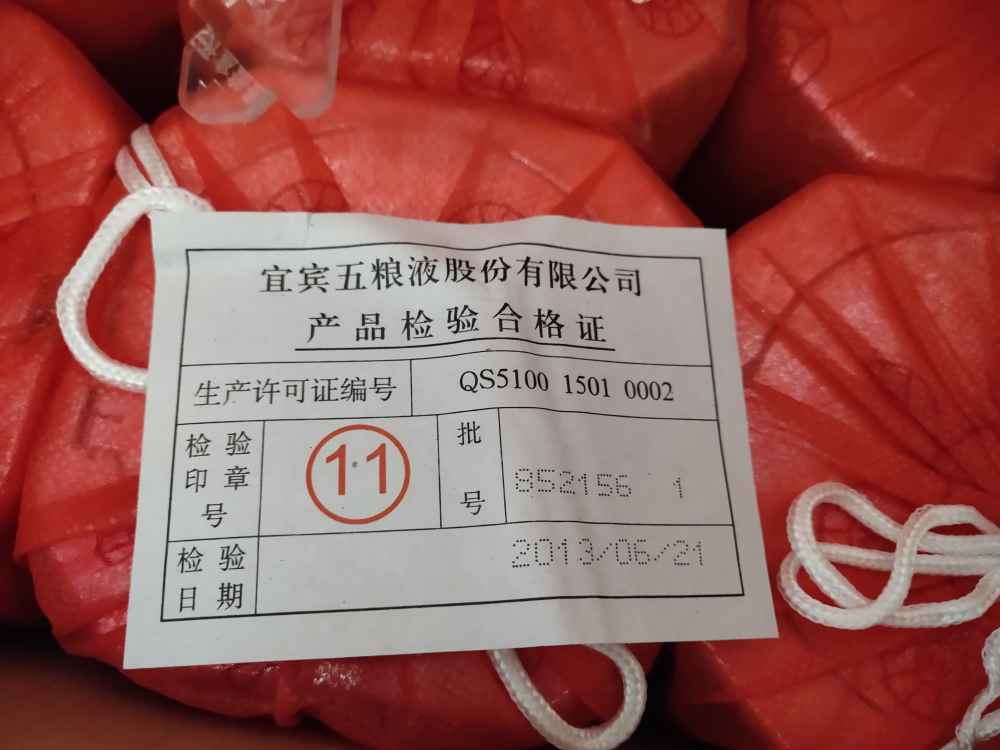 宜宾五粮液股份有限公司
产品检验合格证
生产许可证编号 QS5100 1501 0002
检验印章号 11 批号 852156 1
检验日期 2013/06/21